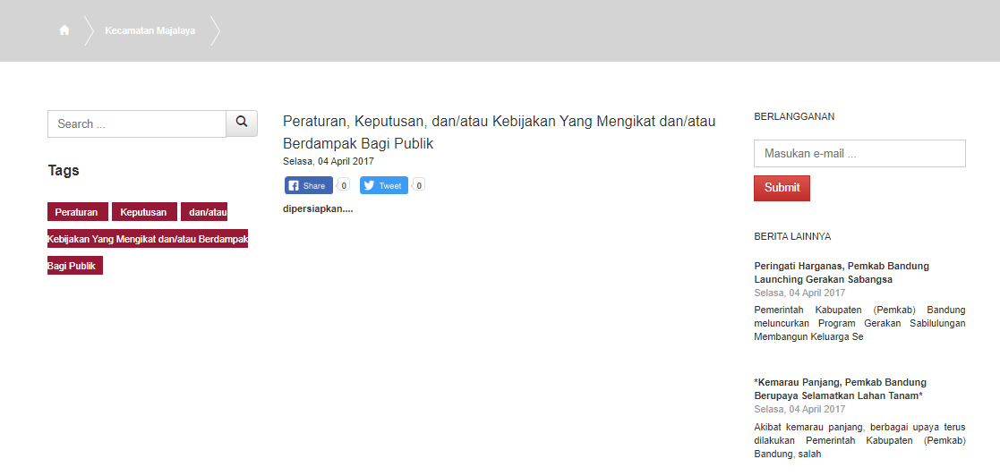 Kecamatan Majalaya
Search ...
Tags
Peraturan
Keputusan
dan/atau
Kebijakan Yang Mengikat dan/atau Berdampak
Bagi Publik
Peraturan, Keputusan, dan/atau Kebijakan Yang Mengikat dan/atau
Berdampak Bagi Publik
Selasa, 04 April 2017
Share 0 Tweet 0
dipersiapkan....
BERLANGGANAN
Masukan e-mail ...
Submit
BERITA LAINNYA
Peringati Harganas, Pemkab Bandung
Launching Gerakan Sabangsa
Selasa, 04 April 2017
Pemerintah Kabupaten (Pemkab) Bandung
meluncurkan Program Gerakan Sabilulungan
Membangun Keluarga Se
*Kemarau Panjang, Pemkab Bandung
Berupaya Selamatkan Lahan Tanam*
Selasa, 04 April 2017
Akibat kemarau panjang, berbagai upaya terus
dilakukan Pemerintah Kabupaten (Pemkab)
Bandung, salah